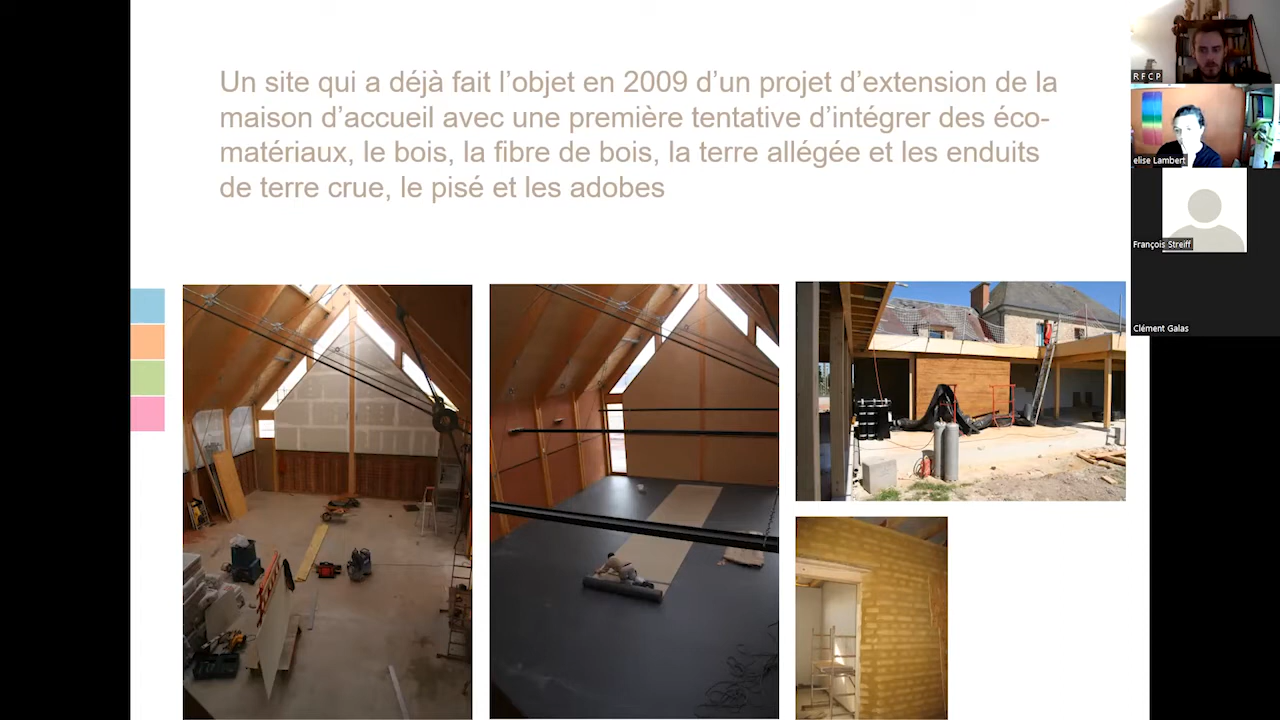 Un site qui a déjà fait l’objet en 2009 d’un projet d’extension de la
maison d’accueil avec une première tentative d’intégrer des éco-
matériaux, le bois, la fibre de bois, la terre allégée et les enduits
de terre crue, le pisé et les adobes
R F C P
elise Lambert
François Streiff
Clément Galas